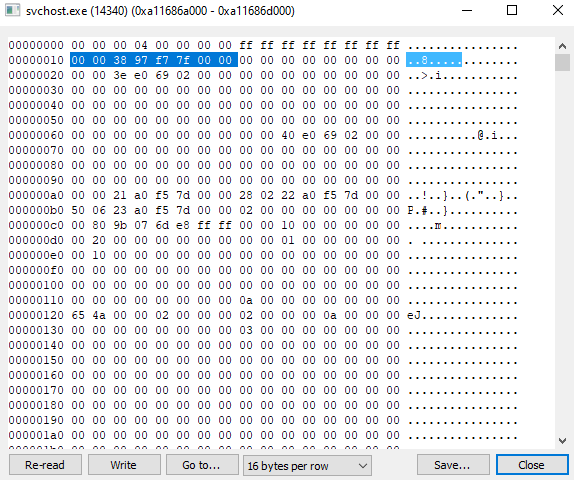 svchost.exe (14340) (0xa11686a000 - 0xa11686d000)
00000000 00 00 00 04 00 00 00 00 ff ff ff ff ff ff ff ff ................
00000010 00 00 38 97 f7 7f 00 00 00 00 00 00 00 00 00 00 ..8.............
00000020 00 00 3e e0 69 02 00 00 00 00 00 00 00 00 00 00 ..>.i...........
00000030 00 00 00 00 00 00 00 00 00 00 00 00 00 00 00 00 ................
00000040 00 00 00 00 00 00 00 00 00 00 00 00 00 00 00 00 ................
00000050 00 00 00 00 00 00 00 00 00 00 00 00 00 00 00 00 ................
00000060 00 00 00 00 00 00 00 00 00 00 40 e0 69 02 00 00 ..........@.i...
00000070 00 00 00 00 00 00 00 00 00 00 00 00 00 00 00 00 ................
00000080 00 00 00 00 00 00 00 00 00 00 00 00 00 00 00 00 ................
00000090 00 00 00 00 00 00 00 00 00 00 00 00 00 00 00 00 ................
000000a0 00 00 21 a0 f5 7d 00 00 28 02 22 a0 f5 7d 00 00 ..!..}..(."..}..
000000b0 50 06 23 a0 f5 7d 00 00 02 00 00 00 00 00 00 00 P.#..}..........
000000c0 00 80 9b 07 6d e8 ff ff 00 00 10 00 00 00 00 00 ....m...........
000000d0 00 20 00 00 00 00 00 00 00 00 01 00 00 00 00 00 . ..............
000000e0 00 10 00 00 00 00 00 00 00 00 00 00 00 00 00 00 ................
000000f0 00 00 00 00 00 00 00 00 00 00 00 00 00 00 00 00 ................
00000100 00 00 00 00 00 00 00 00 00 00 00 00 00 00 00 00 ................
00000110 00 00 00 00 00 00 00 00 0a 00 00 00 00 00 00 00 ................
00000120 65 4a 00 00 02 00 00 00 02 00 00 00 0a 00 00 00 eJ..............
00000130 00 00 00 00 00 00 00 00 03 00 00 00 00 00 00 00 ................
00000140 00 00 00 00 00 00 00 00 00 00 00 00 00 00 00 00 ................
00000150 00 00 00 00 00 00 00 00 00 00 00 00 00 00 00 00 ................
00000160 00 00 00 00 00 00 00 00 00 00 00 00 00 00 00 00 ................
00000170 00 00 00 00 00 00 00 00 00 00 00 00 00 00 00 00 ................
00000180 00 00 00 00 00 00 00 00 00 00 00 00 00 00 00 00 ................
00000190 00 00 00 00 00 00 00 00 00 00 00 00 00 00 00 00 ................
000001a0 00 00 00 00 00 00 00 00 00 00 00 00 00 00 00 00 ................
Re-read Write Go to... 16 bytes per row Save... Close